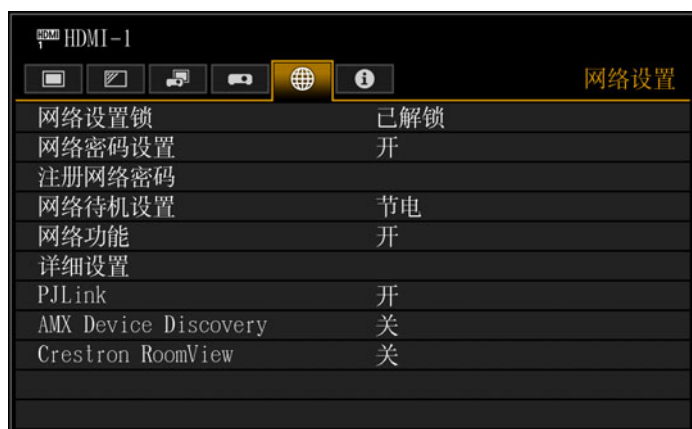 HDMI 1 HDMI-1
网络设置
网络设置锁 已解锁
网络密码设置 开
注册网络密码
网络待机设置 节电
网络功能 开
详细设置
PJLink 开
AMX Device Discovery 关
Crestron RoomView 关